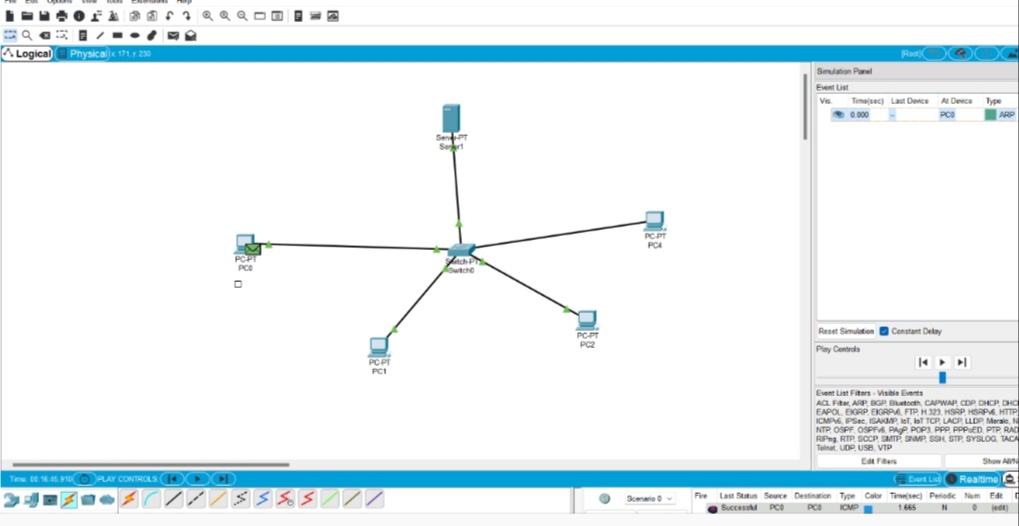 File Edit Options View Tools Extensions Help
Logical Physical x: 171, y: 230 [Root]
Simulation Panel
Event List
Vis. Time(sec) Last Device At Device Type
0.000 -- PC0 ARP
Server-PT
Server1
PC-PT
PC4
PC-PT
PC0
Switch-PT
Switch0
PC-PT
PC2
PC-PT
PC1
Reset Simulation Constant Delay
Play Controls
Event List Filters - Visible Events
ACL Filter, ARP, BGP, Bluetooth, CAPWAP, CDP, DHCP, DHC
EAPOL, EIGRP, EIGRPv6, FTP, H.323, HSRP, HSRPv6, HTTP
ICMPv6, IPSec, ISAKMP, IoT, IoT TCP, LACP, LLDP, Meraki, N
NTP, OSPF, OSPFv6, PAgP, POP3, PPP, PPPoED, PTP, RAD
RIPng, RTP, SCCP, SMTP, SNMP, SSH, STP, SYSLOG, TACA
Telnet, UDP, USB, VTP
Edit Filters Show All/N
Time: 00:16:45.910 PLAY CONTROLS: Event List Realtime
Scenario 0
Fire Last Status Source Destination Type Color Time(sec) Periodic Num Edit
Successful PC0 PC0 ICMP 1.665 N 0 (edit)